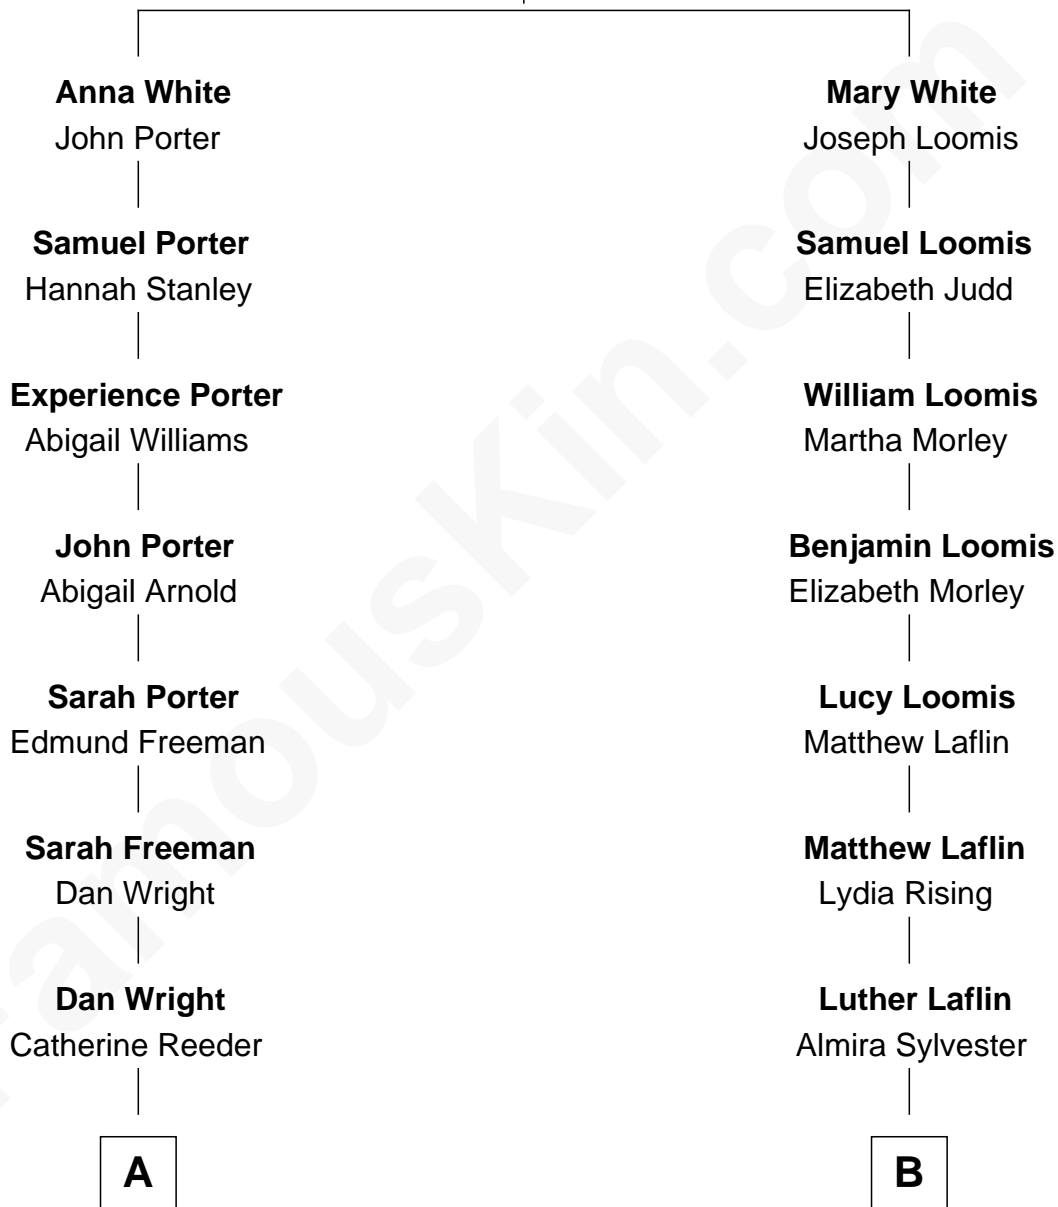 Anna White
John Porter
Mary White
Joseph Loomis
Samuel Porter
Hannah Stanley
Samuel Loomis
Elizabeth Judd
Experience Porter
Abigail Williams
William Loomis
Martha Morley
John Porter
Abigail Arnold
Benjamin Loomis
Elizabeth Morley
Sarah Porter
Edmund Freeman
Lucy Loomis
Matthew Laflin
Sarah Freeman
Dan Wright
Matthew Laflin
Lydia Rising
Dan Wright
Catherine Reeder
Luther Laflin
Almira Sylvester
A
B
FamousKin.com